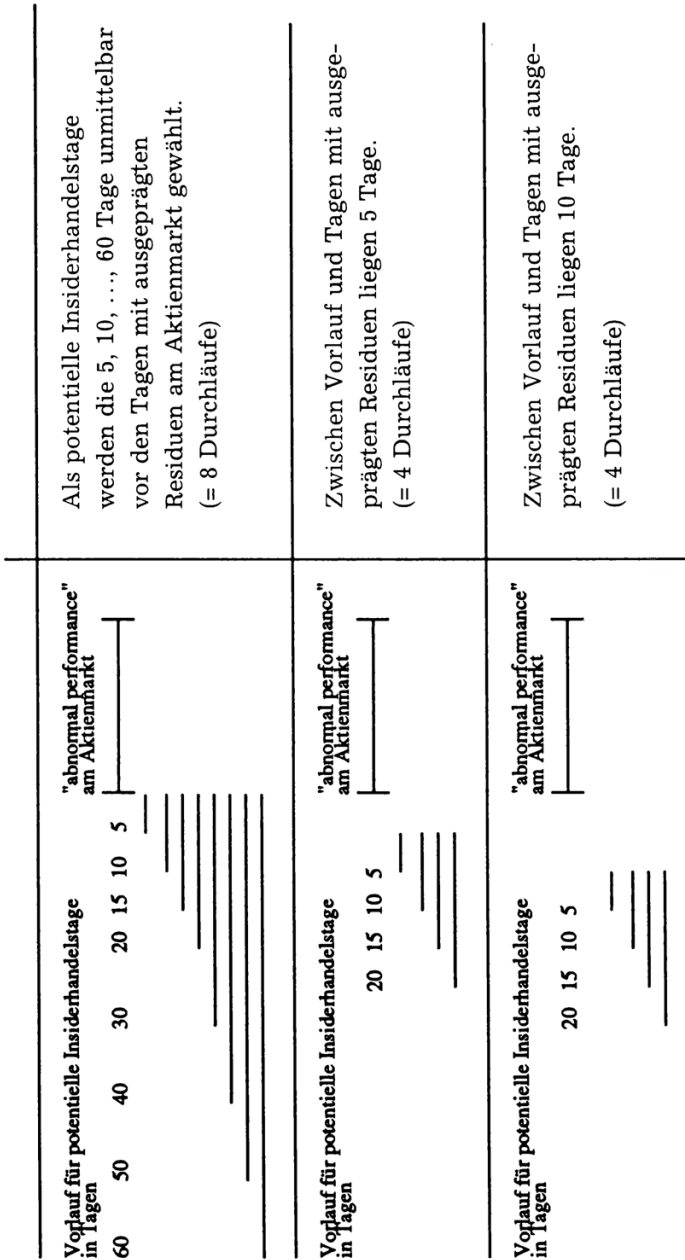 Vorlauf für potentielle Insiderhandelstage
in Tagen
"abnormal performance"
am Aktienmarkt
60 50 40 30 20 15 10 5
Als potentielle Insiderhandelstage
werden die 5, 10, ..., 60 Tage unmittelbar
vor den Tagen mit ausgeprägten
Residuen am Aktienmarkt gewählt.
(= 8 Durchläufe)
Vorlauf für potentielle Insiderhandelstage
in Tagen
"abnormal performance"
am Aktienmarkt
20 15 10 5
Zwischen Vorlauf und Tagen mit ausge-
prägten Residuen liegen 5 Tage.
(= 4 Durchläufe)
Vorlauf für potentielle Insiderhandelstage
in Tagen
"abnormal performance"
am Aktienmarkt
20 15 10 5
Zwischen Vorlauf und Tagen mit ausge-
prägten Residuen liegen 10 Tage.
(= 4 Durchläufe)